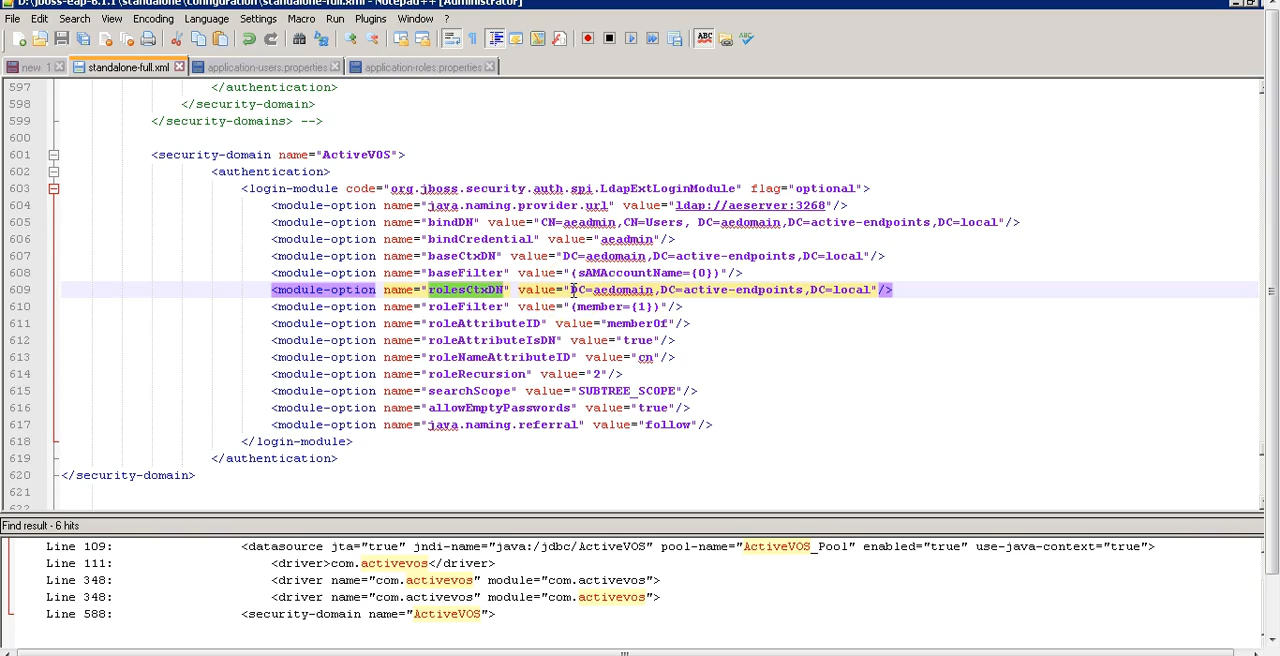 D:\jboss-eap-6.1.1\standalone\configuration\standalone-full.xml - Notepad++ [Administrator]
File Edit Search View Encoding Language Settings Macro Run Plugins Window ?
new 1 standalone-full.xml application-users.properties application-roles.properties
597 </authentication>
598 </security-domain>
599 </security-domains> -->
600
601 <security-domain name="ActiveVOS">
602 <authentication>
603 <login-module code="org.jboss.security.auth.spi.LdapExtLoginModule" flag="optional">
604 <module-option name="java.naming.provider.url" value="ldap://aeserver:3268"/>
605 <module-option name="bindDN" value="CN=aeadmin,CN=Users, DC=aedomain,DC=active-endpoints,DC=local"/>
606 <module-option name="bindCredential" value="aeadmin"/>
607 <module-option name="baseCtxDN" value="DC=aedomain,DC=active-endpoints,DC=local"/>
608 <module-option name="baseFilter" value="(sAMAccountName={0})"/>
609 <module-option name="rolesCtxDN" value="DC=aedomain,DC=active-endpoints,DC=local"/>
610 <module-option name="roleFilter" value="(member={1})"/>
611 <module-option name="roleAttributeID" value="memberOf"/>
612 <module-option name="roleAttributeIsDN" value="true"/>
613 <module-option name="roleNameAttributeID" value="cn"/>
614 <module-option name="roleRecursion" value="2"/>
615 <module-option name="searchScope" value="SUBTREE_SCOPE"/>
616 <module-option name="allowEmptyPasswords" value="true"/>
617 <module-option name="java.naming.referral" value="follow"/>
618 </login-module>
619 </authentication>
620 </security-domain>
621
622
Find result - 6 hits
Line 109: <datasource jta="true" jndi-name="java:/jdbc/ActiveVOS" pool-name="ActiveVOS_Pool" enabled="true" use-java-context="true">
Line 111: <driver>com.activevos</driver>
Line 348: <driver name="com.activevos" module="com.activevos">
Line 348: <driver name="com.activevos" module="com.activevos">
Line 588: <security-domain name="ActiveVOS">